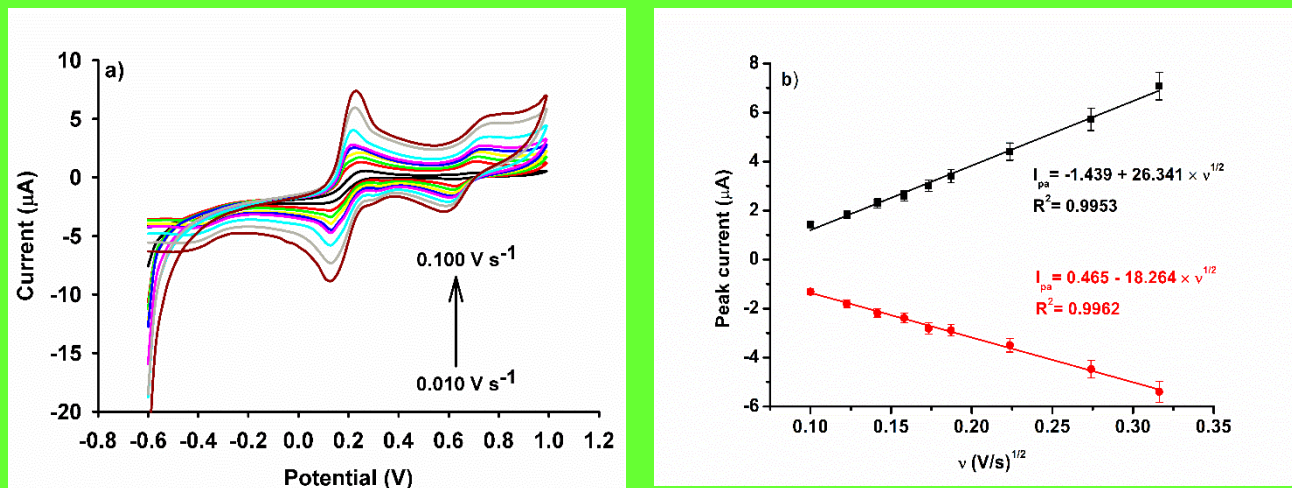 a)
10
5
0
-5
-10
-15
-20
Current (µA)
0.100 V s⁻¹
0.010 V s⁻¹
-0.8 -0.6 -0.4 -0.2 0.0 0.2 0.4 0.6 0.8 1.0 1.2
Potential (V)
b)
8
6
4
2
0
-2
-4
-6
Peak current (µA)
I_pa = -1.439 + 26.341 × ν^1/2
R² = 0.9953
I_pa = 0.465 - 18.264 × ν^1/2
R² = 0.9962
0.10 0.15 0.20 0.25 0.30 0.35
ν (V/s)^1/2